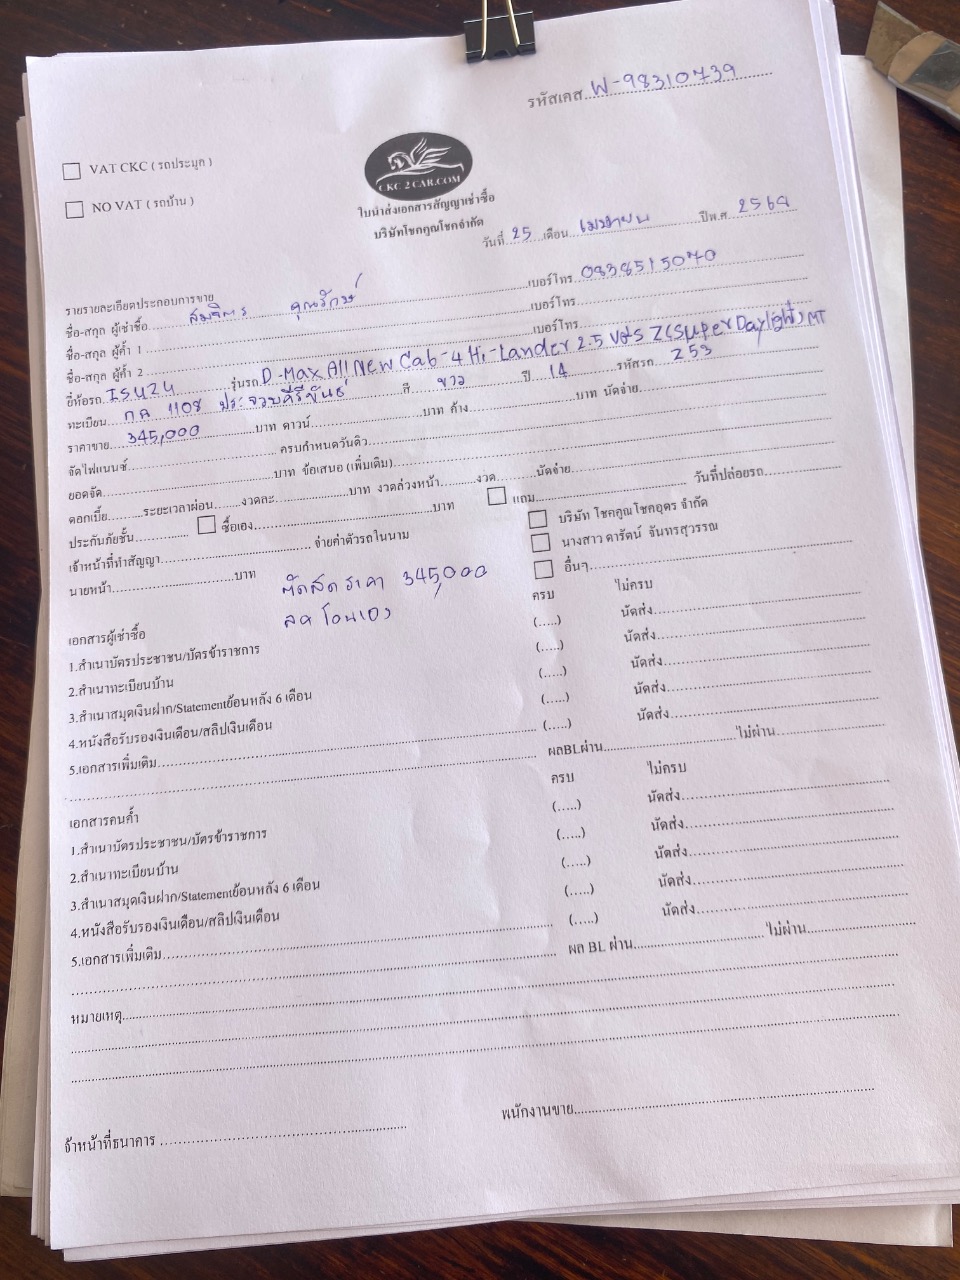 รหัสเคส W-98310739
VAT CKC ( รถประมูล )
NO VAT ( รถบ้าน )
CKC 2 CAR.COM
ใบนำส่งเอกสารสัญญาเช่าซื้อ
บริษัทโชคคูณโชคจำกัด
วันที่ 25 เดือน เมษายน ปีพ.ศ 2568
รายรายละเอียดประกอบการขาย
ชื่อ-สกุล ผู้เช่าซื้อ สมจิตร คุณรักษ์ เบอร์โทร 0838515070
ชื่อ-สกุล ผู้ค้ำ 1 เบอร์โทร
ชื่อ-สกุล ผู้ค้ำ 2 เบอร์โทร
ยี่ห้อรถ ISUZU รุ่นรถ D-Max All New Cab-4 Hi-Lander 2.5 VGS Z (Super Daylight) MT
ทะเบียน 1108 ประจวบคีรีขันธ์ สี ขาว ปี 14 รหัสรถ 253
ราคาขาย 345,000 บาท ดาวน์ บาท ค้าง บาท นัดจ่าย
จัดไฟแนนซ์ ครบกำหนดวันคิว
ยอดจัด บาท ข้อเสนอ (เพิ่มเติม)
ดอกเบี้ย ระยะเวลาผ่อน งวดละ บาท งวดล่วงหน้า งวด นัดจ่าย
ประกันภัยชั้น ซื้อเอง บาท แถม วันที่ปล่อยรถ
เจ้าหน้าที่ทำสัญญา จ่ายค่าตัวรถในนาม บริษัท โชคคูณโชคอุดร จำกัด
นางสาว ดารัตน์ จันทรสุวรรณ
นายหน้า บาท อื่นๆ
ตัดสด ราคา 345,000
ลด โอนเอง
เอกสารผู้เช่าซื้อ ครบ ไม่ครบ
1.สำเนาบัตรประชาชน/บัตรข้าราชการ (.....) นัดส่ง
2.สำเนาทะเบียนบ้าน (.....) นัดส่ง
3.สำเนาสมุดเงินฝาก/Statementย้อนหลัง 6 เดือน (.....) นัดส่ง
4.หนังสือรับรองเงินเดือน/สลิปเงินเดือน (.....) นัดส่ง
5.เอกสารเพิ่มเติม (.....) นัดส่ง
ผลBLผ่าน ไม่ผ่าน
เอกสารคนค้ำ ครบ ไม่ครบ
1.สำเนาบัตรประชาชน/บัตรข้าราชการ (.....) นัดส่ง
2.สำเนาทะเบียนบ้าน (.....) นัดส่ง
3.สำเนาสมุดเงินฝาก/Statementย้อนหลัง 6 เดือน (.....) นัดส่ง
4.หนังสือรับรองเงินเดือน/สลิปเงินเดือน (.....) นัดส่ง
5.เอกสารเพิ่มเติม (.....) นัดส่ง
ผล BL ผ่าน ไม่ผ่าน
หมายเหตุ
จ้าหน้าที่ธนาคาร พนักงานขาย